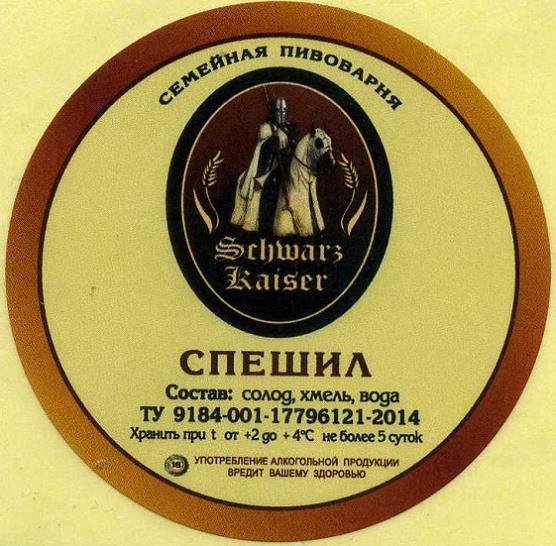 СЕМЕЙНАЯ ПИВОВАРНЯ
Schwarz
Kaiser
СПЕШИЛ
Состав: солод, хмель, вода
ТУ 9184-001-17796121-2014
Хранить при t от +2 до +4°С не более 5 суток
18+
УПОТРЕБЛЕНИЕ АЛКОГОЛЬНОЙ ПРОДУКЦИИ
ВРЕДИТ ВАШЕМУ ЗДОРОВЬЮ